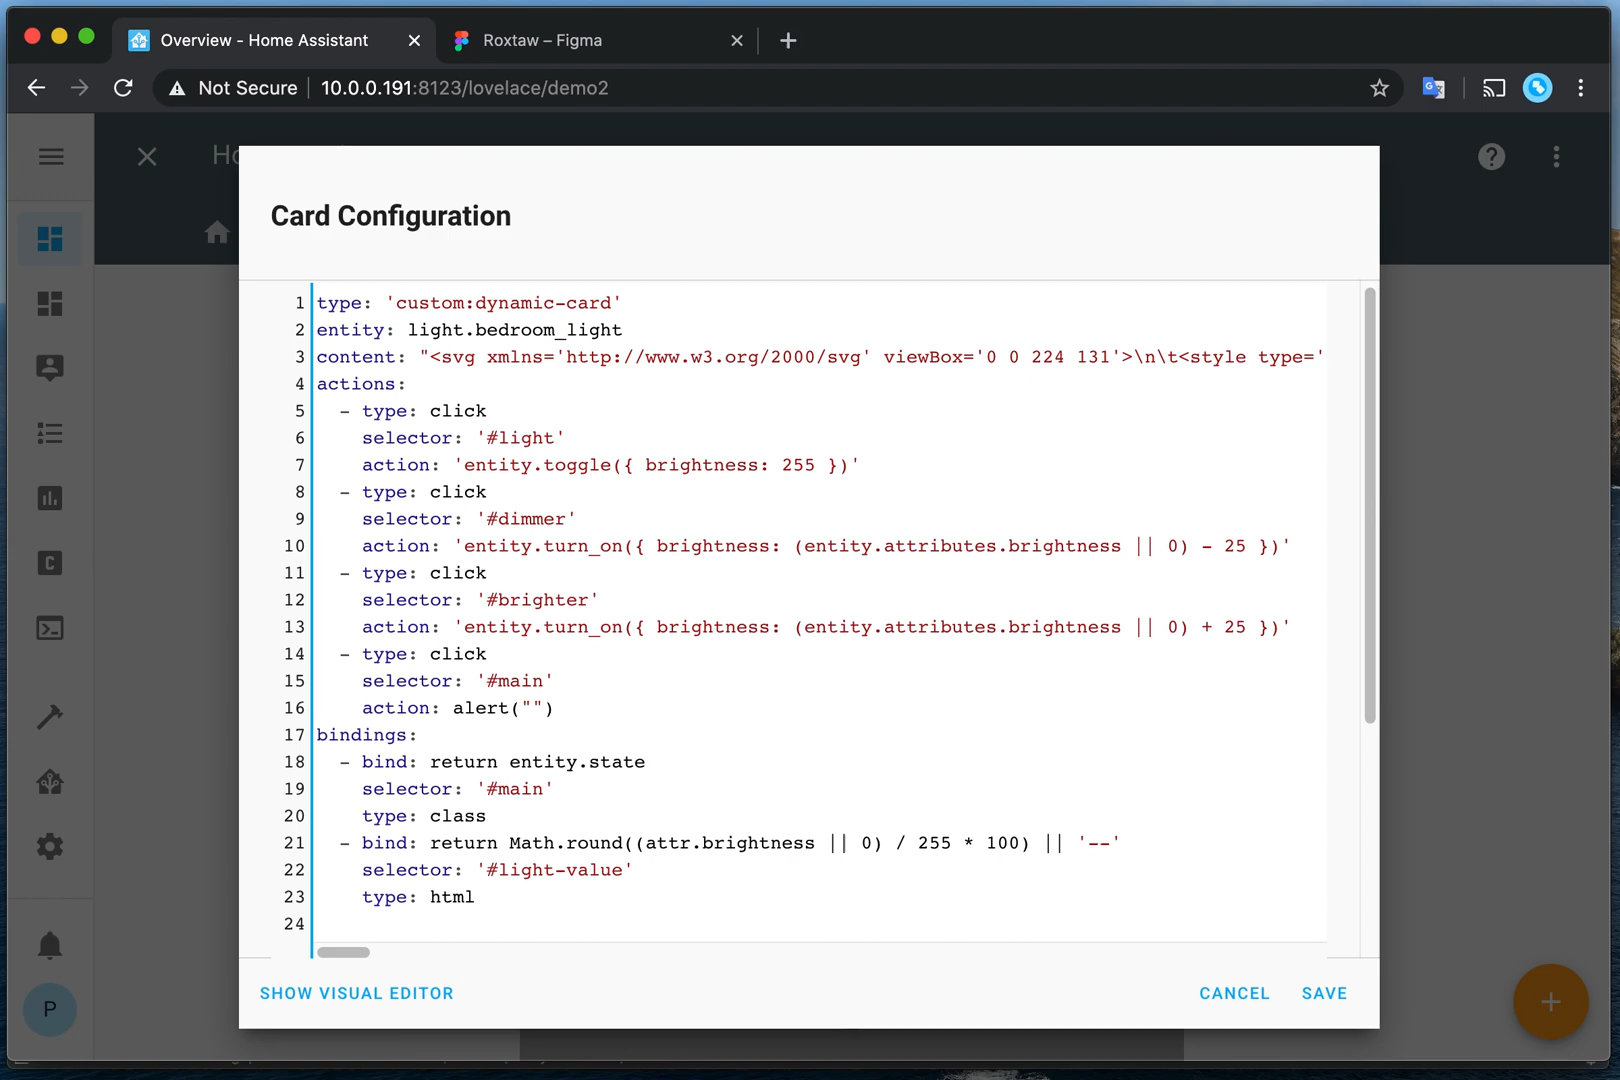 Overview - Home Assistant
Roxtaw – Figma
Not Secure
10.0.0.191:8123/lovelace/demo2
Card Configuration
1 type: 'custom:dynamic-card'
2 entity: light.bedroom_light
3 content: "<svg xmlns='http://www.w3.org/2000/svg' viewBox='0 0 224 131'>\n\t<style type='
4 actions:
5 - type: click
6 selector: '#light'
7 action: 'entity.toggle({ brightness: 255 })'
8 - type: click
9 selector: '#dimmer'
10 action: 'entity.turn_on({ brightness: (entity.attributes.brightness || 0) - 25 })'
11 - type: click
12 selector: '#brighter'
13 action: 'entity.turn_on({ brightness: (entity.attributes.brightness || 0) + 25 })'
14 - type: click
15 selector: '#main'
16 action: alert("")
17 bindings:
18 - bind: return entity.state
19 selector: '#main'
20 type: class
21 - bind: return Math.round((attr.brightness || 0) / 255 * 100) || '--'
22 selector: '#light-value'
23 type: html
24
SHOW VISUAL EDITOR
CANCEL
SAVE
P